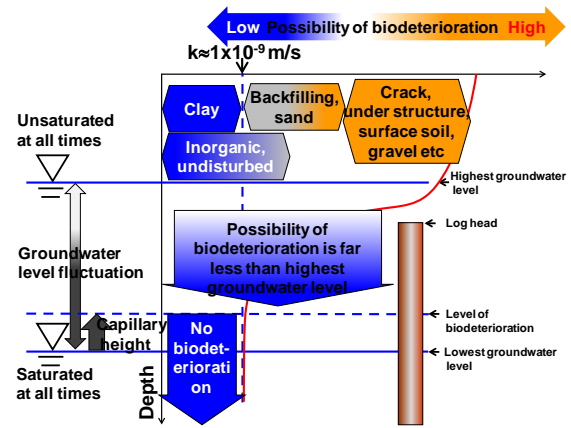 Low Possibility of biodeterioration High
k≈1x10⁻⁹ m/s
Clay
Backfilling,
sand
Crack,
under structure,
surface soil,
gravel etc
Unsaturated
at all times
Inorganic,
undisturbed
Highest groundwater
level
Log head
Possibility of
biodeterioration is far
less than highest
groundwater level
Groundwater
level fluctuation
Capillary
height
Level of
biodeterioration
No
biodet-
eriorati
on
Lowest groundwater
level
Saturated
at all times
Depth